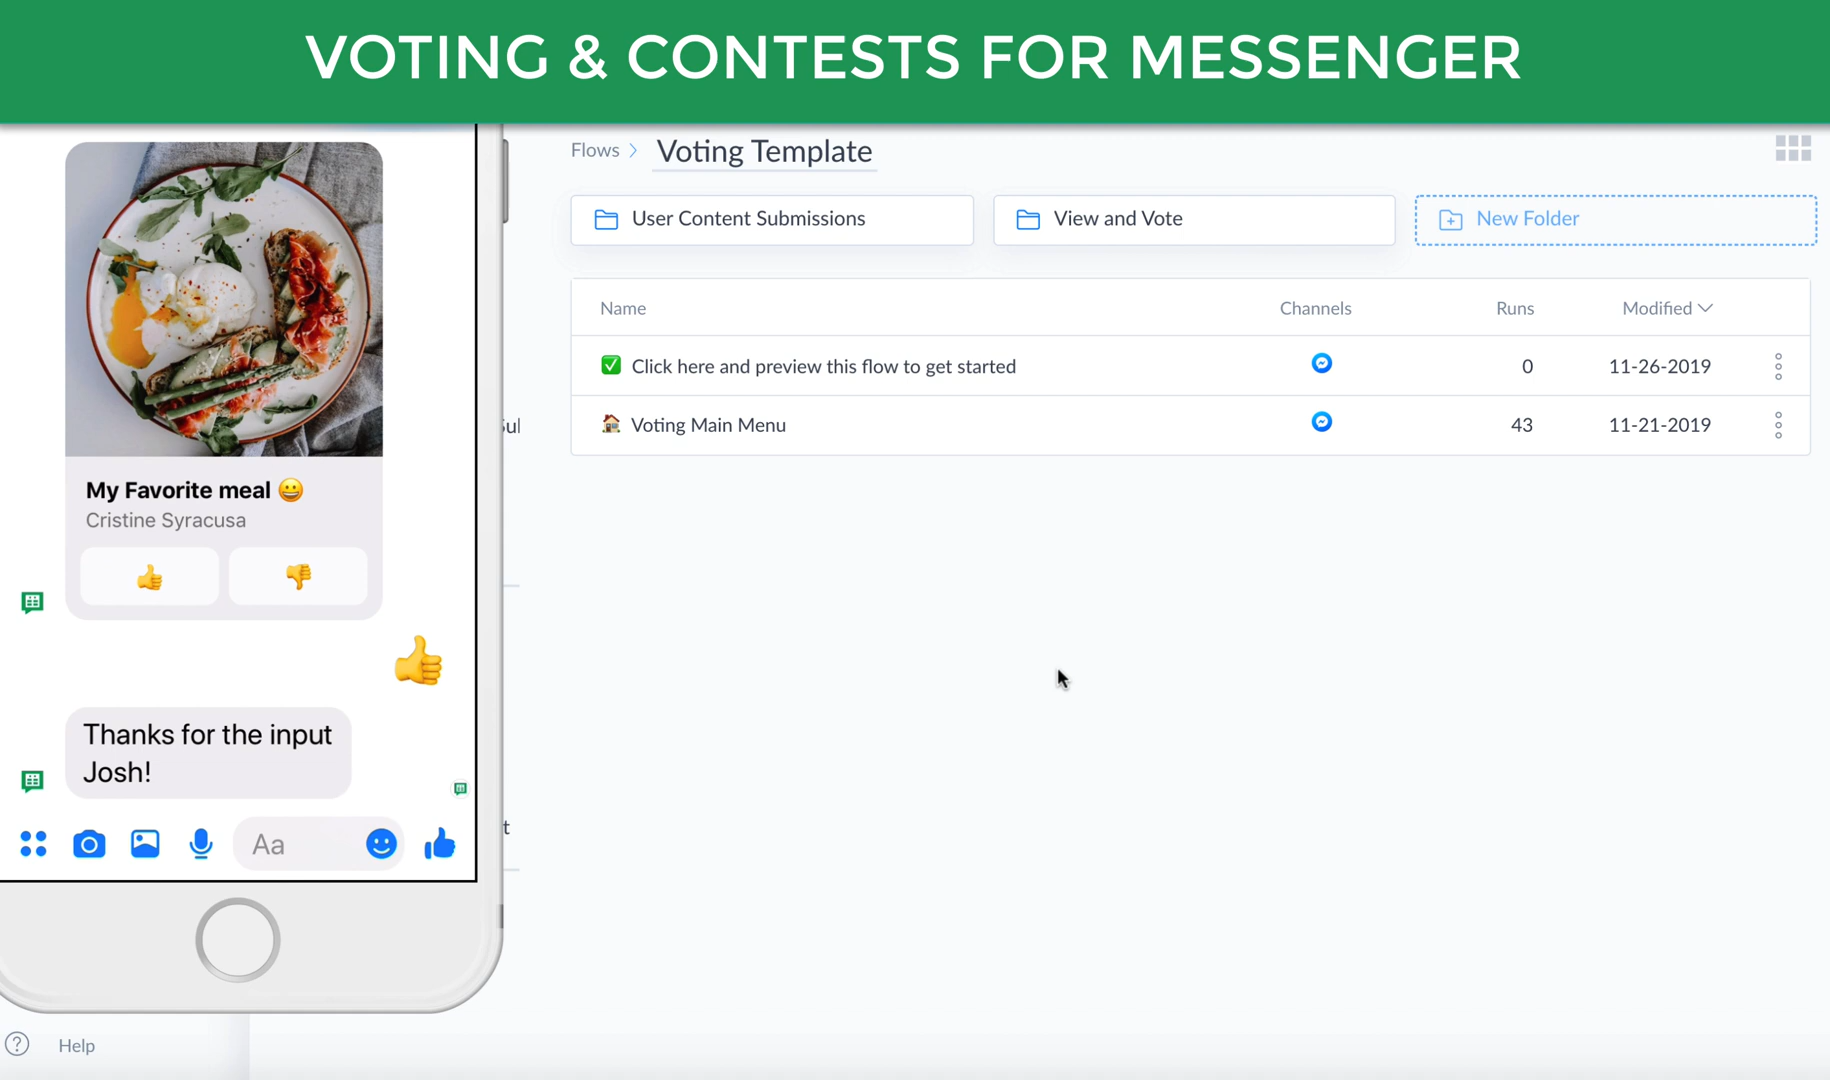 VOTING & CONTESTS FOR MESSENGER
My Favorite meal 😀
Cristine Syracusa
👍 👎
👍
Thanks for the input
Josh!
Aa
Help
Flows > Voting Template
User Content Submissions
View and Vote
New Folder
Name Channels Runs Modified
✅ Click here and preview this flow to get started 0 11-26-2019
🏠 Voting Main Menu 43 11-21-2019